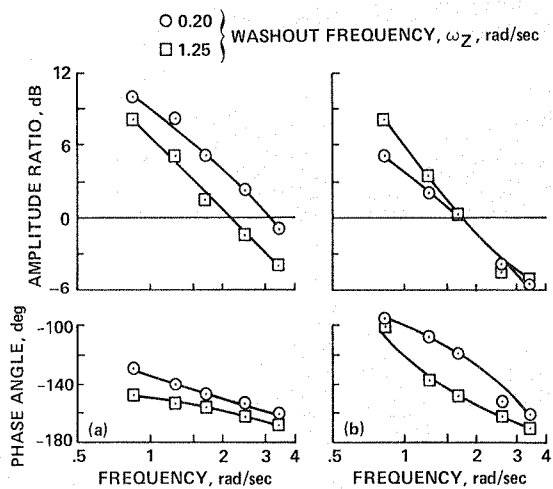 0.20
1.25
WASHOUT FREQUENCY, ωZ, rad/sec
12
6
0
−6
AMPLITUDE RATIO, dB
-100
-140
-180
PHASE ANGLE, deg
(a)
(b)
.5 1 2 3 4
.5 1 2 3 4
FREQUENCY, rad/sec
FREQUENCY, rad/sec